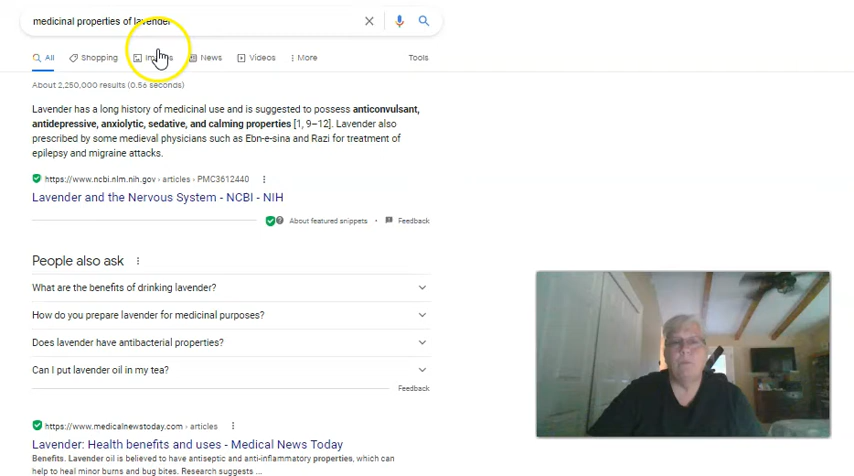 medicinal properties of lavender
All Shopping Images News Videos More Tools
About 2,250,000 results (0.56 seconds)
Lavender has a long history of medicinal use and is suggested to possess anticonvulsant,
antidepressive, anxiolytic, sedative, and calming properties [1, 9–12]. Lavender also
prescribed by some medieval physicians such as Ebn-e-sina and Razi for treatment of
epilepsy and migraine attacks.
https://www.ncbi.nlm.nih.gov › articles › PMC3612440
Lavender and the Nervous System - NCBI - NIH
About featured snippets • Feedback
People also ask
What are the benefits of drinking lavender?
How do you prepare lavender for medicinal purposes?
Does lavender have antibacterial properties?
Can I put lavender oil in my tea?
Feedback
https://www.medicalnewstoday.com › articles
Lavender: Health benefits and uses - Medical News Today
Benefits. Lavender oil is believed to have antiseptic and anti-inflammatory properties, which can
help to heal minor burns and bug bites. Research suggests ...